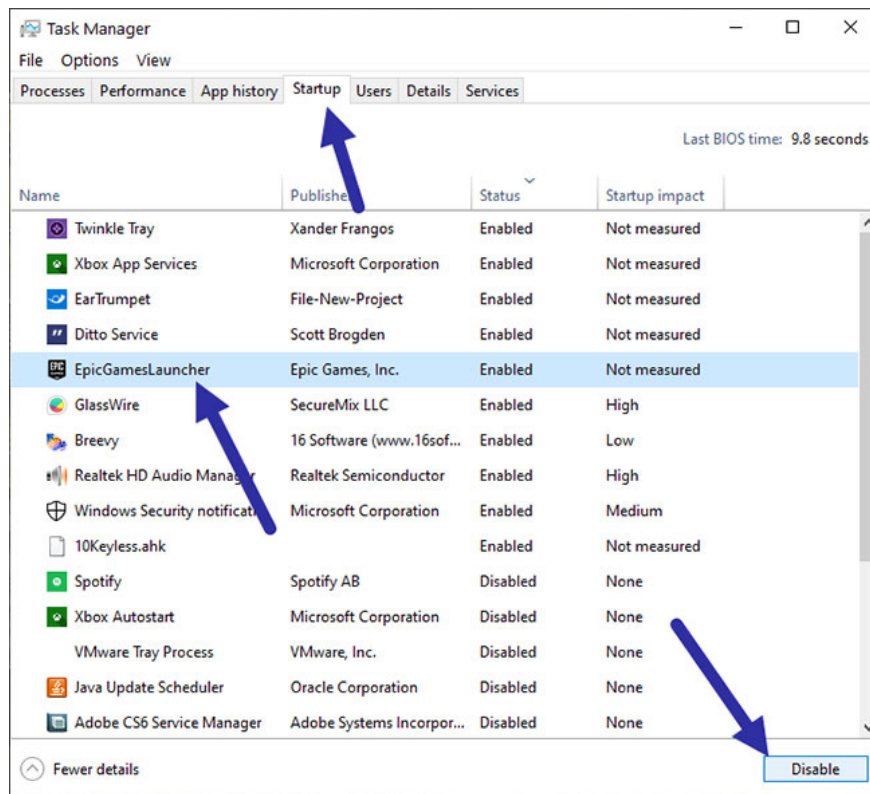 Task Manager
File Options View
Processes Performance App history Startup Users Details Services
Last BIOS time: 9.8 seconds
Name Publishe Status Startup impact
Twinkle Tray Xander Frangos Enabled Not measured
Xbox App Services Microsoft Corporation Enabled Not measured
EarTrumpet File-New-Project Enabled Not measured
Ditto Service Scott Brogden Enabled Not measured
EPIC EpicGamesLauncher Epic Games, Inc. Enabled Not measured
GlassWire SecureMix LLC Enabled High
Breevy 16 Software (www.16sof... Enabled Low
Realtek HD Audio Manager Realtek Semiconductor Enabled High
Windows Security notificati Microsoft Corporation Enabled Medium
10Keyless.ahk Enabled Not measured
Spotify Spotify AB Disabled None
Xbox Autostart Microsoft Corporation Disabled None
VMware Tray Process VMware, Inc. Disabled None
Java Update Scheduler Oracle Corporation Disabled None
Adobe CS6 Service Manager Adobe Systems Incorpor... Disabled None
Fewer details Disable